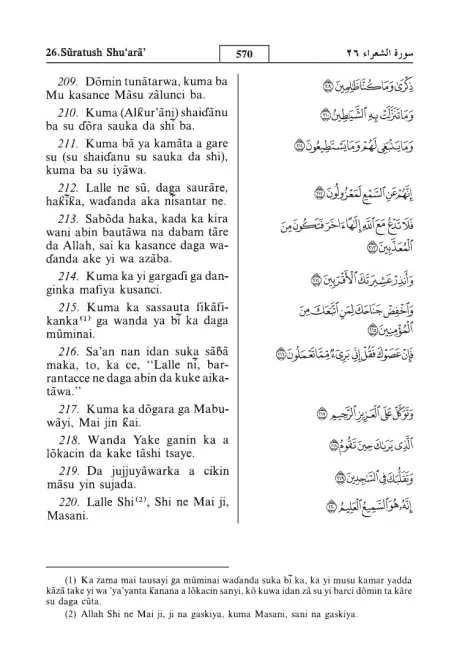 26.Sūratush Shu‘arā’ 570 سورة الشعراء ٢٦
209. Dōmin tunātarwa, kuma ba
Mu kasance Māsu zālunci ba.
210. Kuma (Alƙur’āni) shaiɗānu
ba su ɗōra sauka da shi ba.
211. Kuma bā ya kamāta a gare
su (su shaiɗanu su sauka da shi),
kuma ba su iyāwa.
212. Lalle ne sū, daga saurāre,
haƙīƙa, waɗanda aka nīsantar ne.
213. Sabōda haka, kada ka kira
wani abin bautāwa na dabam tāre
da Allah, sai ka kasance daga wa-
ɗanda ake yi wa azāba.
214. Kuma ka yi gargaɗi ga dan-
ginka mafiya kusanci.
215. Kuma ka sassauta fikāfi-
kanka⁽¹⁾ ga wanda ya bī ka daga
mūminai.
216. Sa’an nan idan suka sāɓā
maka, to, ka ce, “Lalle nī, bar-
rantacce ne daga abin da kuke aika-
tāwa.”
217. Kuma ka dōgara ga Mabu-
wāyi, Mai jin ƙai.
218. Wanda Yake ganin ka a
lōkacin da kake tāshi tsaye.
219. Da jujjuyāwarka a cikin
māsu yin sujada.
220. Lalle Shi⁽²⁾, Shi ne Mai ji,
Masani.
ذِكْرَىٰ وَمَا كُنَّا ظَٰلِمِينَ ﴿٢٠٩﴾
وَمَا تَنَزَّلَتْ بِهِ ٱلشَّيَٰطِينُ ﴿٢١٠﴾
وَمَا يَنۢبَغِى لَهُمْ وَمَا يَسْتَطِيعُونَ ﴿٢١١﴾
إِنَّهُمْ عَنِ ٱلسَّمْعِ لَمَعْزُولُونَ ﴿٢١٢﴾
فَلَا تَدْعُ مَعَ ٱللَّهِ إِلَٰهًا ءَاخَرَ فَتَكُونَ مِنَ
ٱلْمُعَذَّبِينَ ﴿٢١٣﴾
وَأَنذِرْ عَشِيرَتَكَ ٱلْأَقْرَبِينَ ﴿٢١٤﴾
وَٱخْفِضْ جَنَاحَكَ لِمَنِ ٱتَّبَعَكَ مِنَ
ٱلْمُؤْمِنِينَ ﴿٢١٥﴾
فَإِنْ عَصَوْكَ فَقُلْ إِنِّى بَرِىٓءٌ مِّمَّا تَعْمَلُونَ ﴿٢١٦﴾
وَتَوَكَّلْ عَلَى ٱلْعَزِيزِ ٱلرَّحِيمِ ﴿٢١٧﴾
ٱلَّذِى يَرَىٰكَ حِينَ تَقُومُ ﴿٢١٨﴾
وَتَقَلُّبَكَ فِى ٱلسَّٰجِدِينَ ﴿٢١٩﴾
إِنَّهُۥ هُوَ ٱلسَّمِيعُ ٱلْعَلِيمُ ﴿٢٢٠﴾
(1) Ka zama mai tausayi ga mūminai waɗanda suka bī ka, ka yi musu kamar yadda
kāzā take yi wa ’ya’yanta ƙanana a lōkacin sanyi, kō kuwa idan zā su yi barci dōmin ta kāre
su daga cūta.
(2) Allah Shi ne Mai ji, ji na gaskiya, kuma Masani, sani na gaskiya.